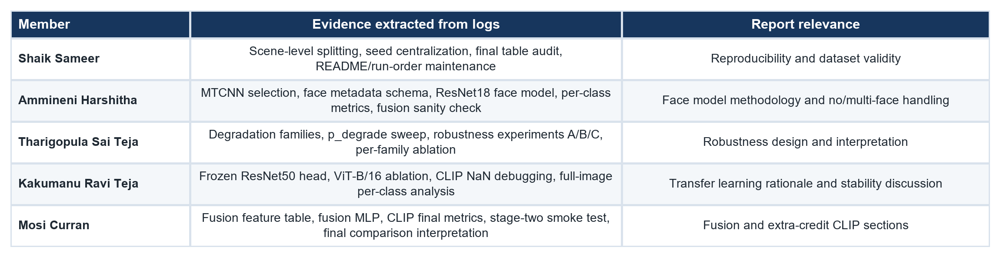 Member Evidence extracted from logs Report relevance
Shaik Sameer
Scene-level splitting, seed centralization, final table audit,
README/run-order maintenance
Reproducibility and dataset validity
Ammineni Harshitha
MTCNN selection, face metadata schema, ResNet18 face model, per-class
metrics, fusion sanity check
Face model methodology and no/multi-face handling
Tharigopula Sai Teja
Degradation families, p_degrade sweep, robustness experiments A/B/C,
per-family ablation
Robustness design and interpretation
Kakumanu Ravi Teja
Frozen ResNet50 head, ViT-B/16 ablation, CLIP NaN debugging, full-image
per-class analysis
Transfer learning rationale and stability discussion
Mosi Curran
Fusion feature table, fusion MLP, CLIP final metrics, stage-two smoke test,
final comparison interpretation
Fusion and extra-credit CLIP sections